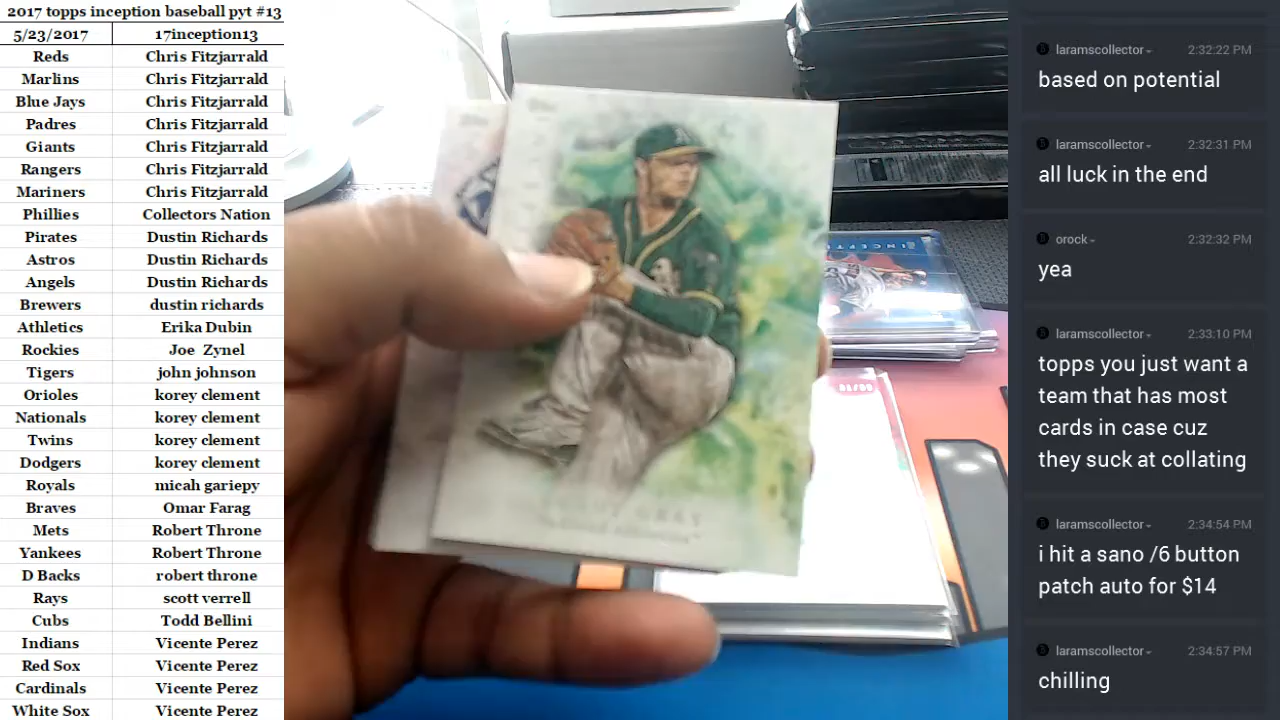 2017 topps inception baseball pyt #13
5/23/2017 17inception13
Reds Chris Fitzjarrald
Marlins Chris Fitzjarrald
Blue Jays Chris Fitzjarrald
Padres Chris Fitzjarrald
Giants Chris Fitzjarrald
Rangers Chris Fitzjarrald
Mariners Chris Fitzjarrald
Phillies Collectors Nation
Pirates Dustin Richards
Astros Dustin Richards
Angels Dustin Richards
Brewers dustin richards
Athletics Erika Dubin
Rockies Joe Zynel
Tigers john johnson
Orioles korey clement
Nationals korey clement
Twins korey clement
Dodgers korey clement
Royals micah gariepy
Braves Omar Farag
Mets Robert Throne
Yankees Robert Throne
D Backs robert throne
Rays scott verrell
Cubs Todd Bellini
Indians Vicente Perez
Red Sox Vicente Perez
Cardinals Vicente Perez
White Sox Vicente Perez
GRAY
laramscollector 2:32:22 PM
based on potential
laramscollector 2:32:31 PM
all luck in the end
orock 2:32:32 PM
yea
laramscollector 2:33:10 PM
topps you just want a
team that has most
cards in case cuz
they suck at collating
laramscollector 2:34:54 PM
i hit a sano /6 button
patch auto for $14
laramscollector 2:34:57 PM
chilling